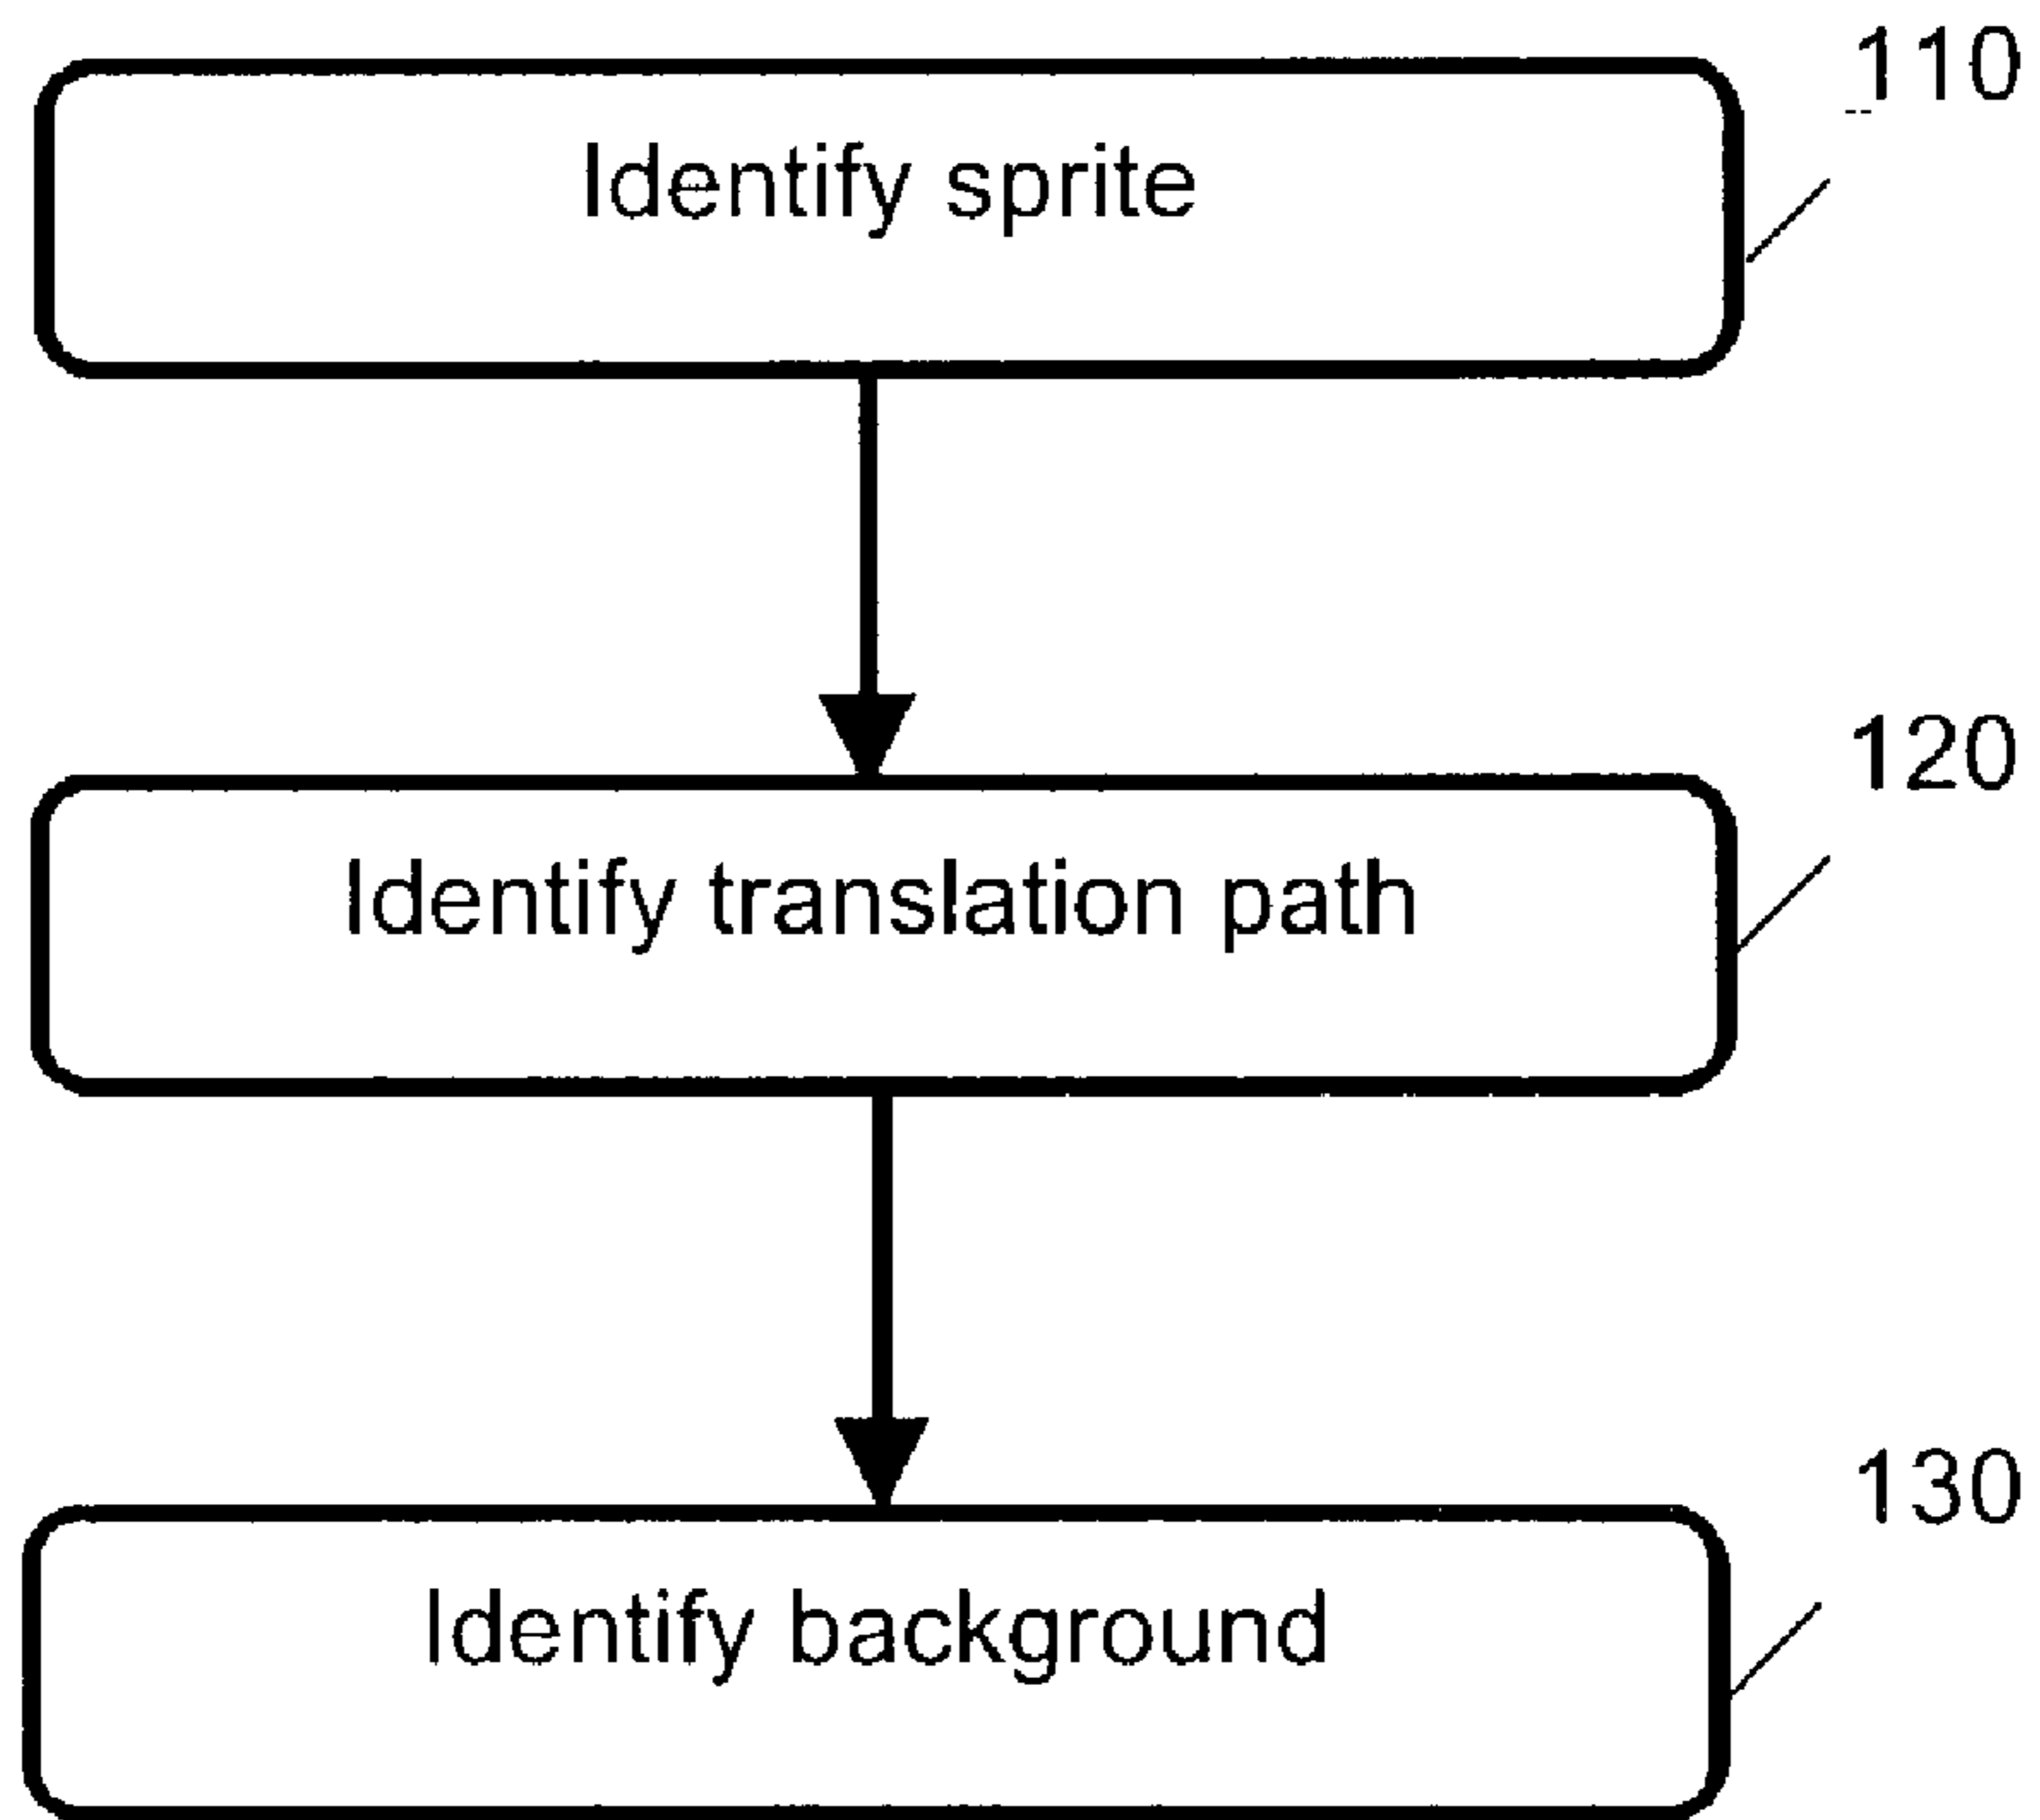 110
Identify sprite
120
Identify translation path
130
Identify background